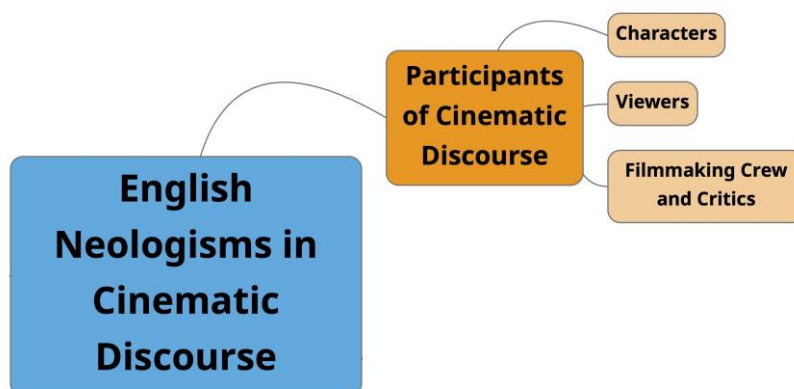 English
Neologisms in
Cinematic
Discourse
Participants
of Cinematic
Discourse
Characters
Viewers
Filmmaking Crew
and Critics